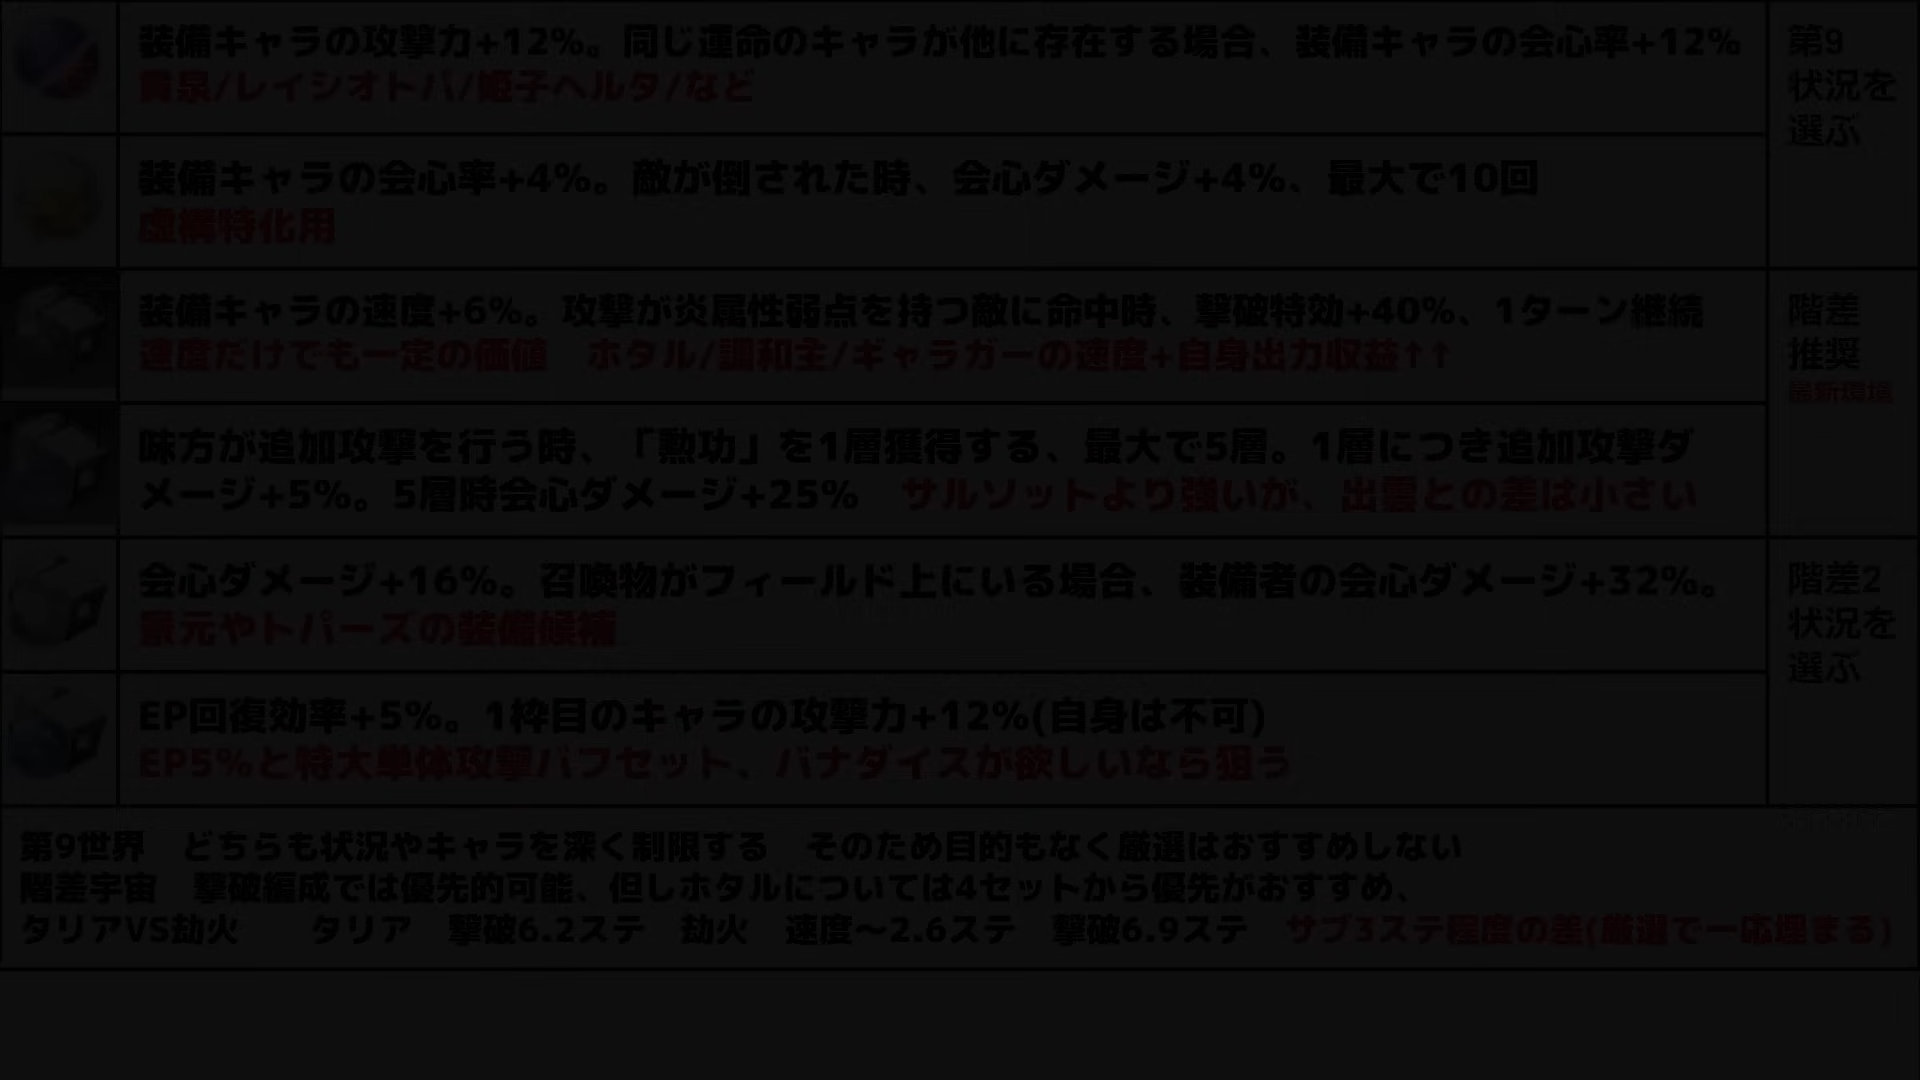 装備キャラの攻撃力+12%。同じ運命のキャラが他に存在する場合、装備キャラの会心率+12%
黄泉/レイシオトパ/姫子ヘルタ/など
第9
状況を
選ぶ
装備キャラの会心率+4%。敵が倒された時、会心ダメージ+4%、最大で10回
虚構特化用
装備キャラの速度+6%。攻撃が炎属性弱点を持つ敵に命中時、撃破特効+40%、1ターン継続
速度だけでも一定の価値　ホタル/調和主/ギャラガーの速度+自身出力収益↑↑
階差
推奨
最新環境
味方が追加攻撃を行う時、「勲功」を1層獲得する、最大で5層。1層につき追加攻撃ダ
メージ+5%。5層時会心ダメージ+25%　サルソットより強いが、出雲との差は小さい
会心ダメージ+16%。召喚物がフィールド上にいる場合、装備者の会心ダメージ+32%。
景元やトパーズの装備候補
階差2
状況を
選ぶ
EP回復効率+5%。1枠目のキャラの攻撃力+12%(自身は不可)
EP5%と特大単体攻撃バフセット、バナダイスが欲しいなら狙う
第9世界　どちらも状況やキャラを深く制限する　そのため目的もなく厳選はおすすめしない
階差宇宙　撃破編成では優先的可能、但しホタルについては4セットから優先がおすすめ、
タリアVS劫火　　タリア　撃破6.2ステ　劫火　速度～2.6ステ　撃破6.9ステ　サブ3ステ程度の差(厳選で一応埋まる)